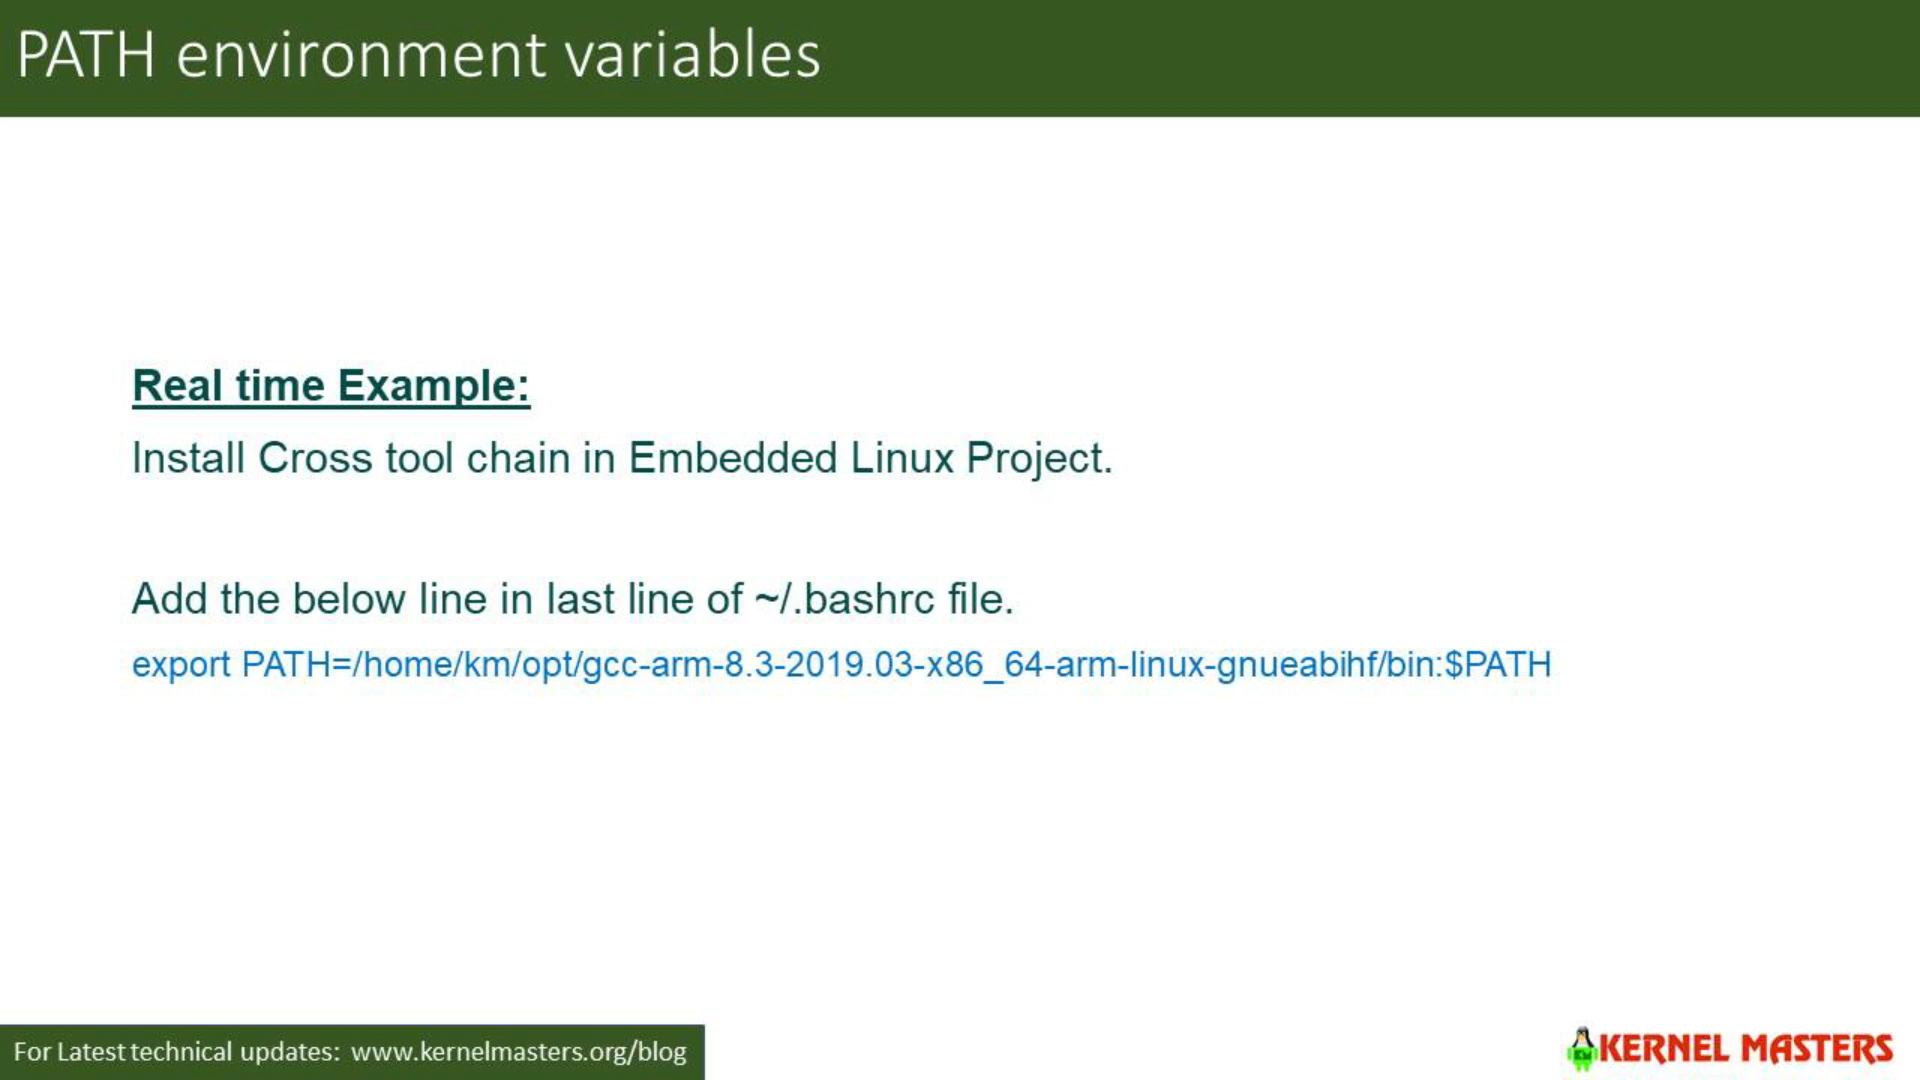 PATH environment variables
Real time Example:
Install Cross tool chain in Embedded Linux Project.
Add the below line in last line of ~/.bashrc file.
export PATH=/home/km/opt/gcc-arm-8.3-2019.03-x86_64-arm-linux-gnueabihf/bin:$PATH
For Latest technical updates: www.kernelmasters.org/blog
KM KERNEL MASTERS